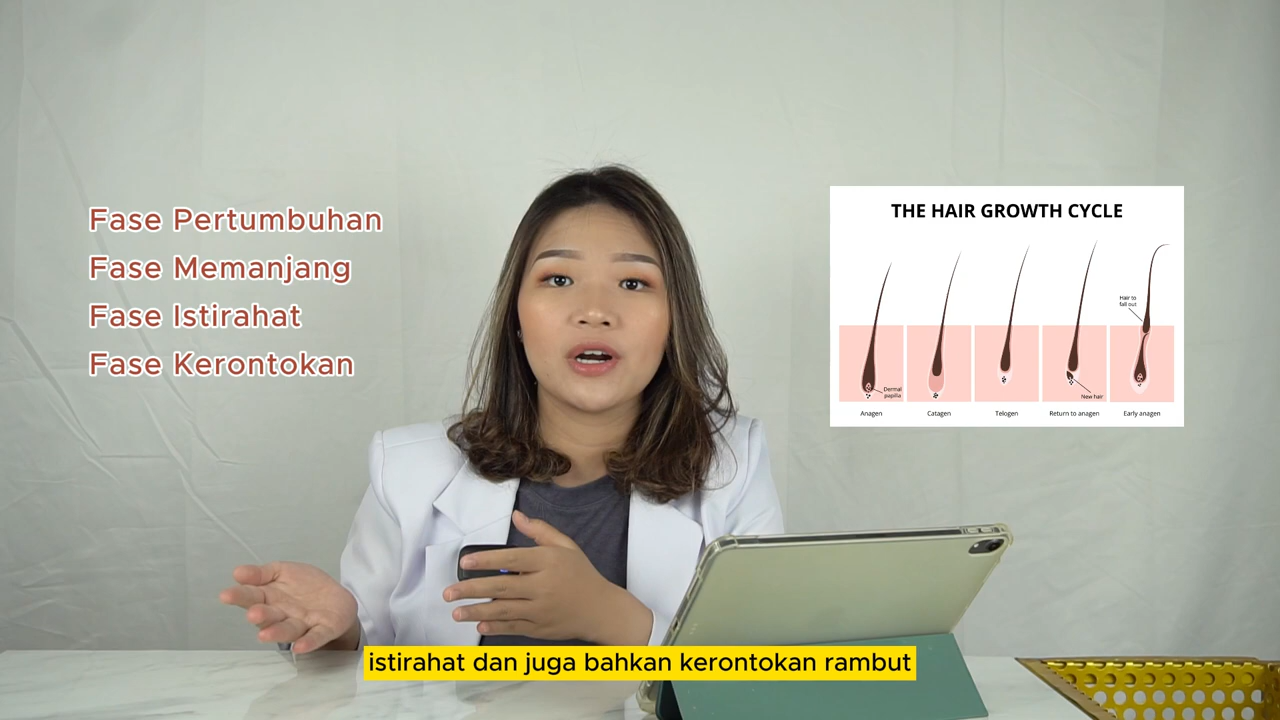 Fase Pertumbuhan
Fase Memanjang
Fase Istirahat
Fase Kerontokan
THE HAIR GROWTH CYCLE
Hair to
fall out
Dermal
papilla
New hair
Anagen
Catagen
Telogen
Return to anagen
Early anagen
istirahat dan juga bahkan kerontokan rambut